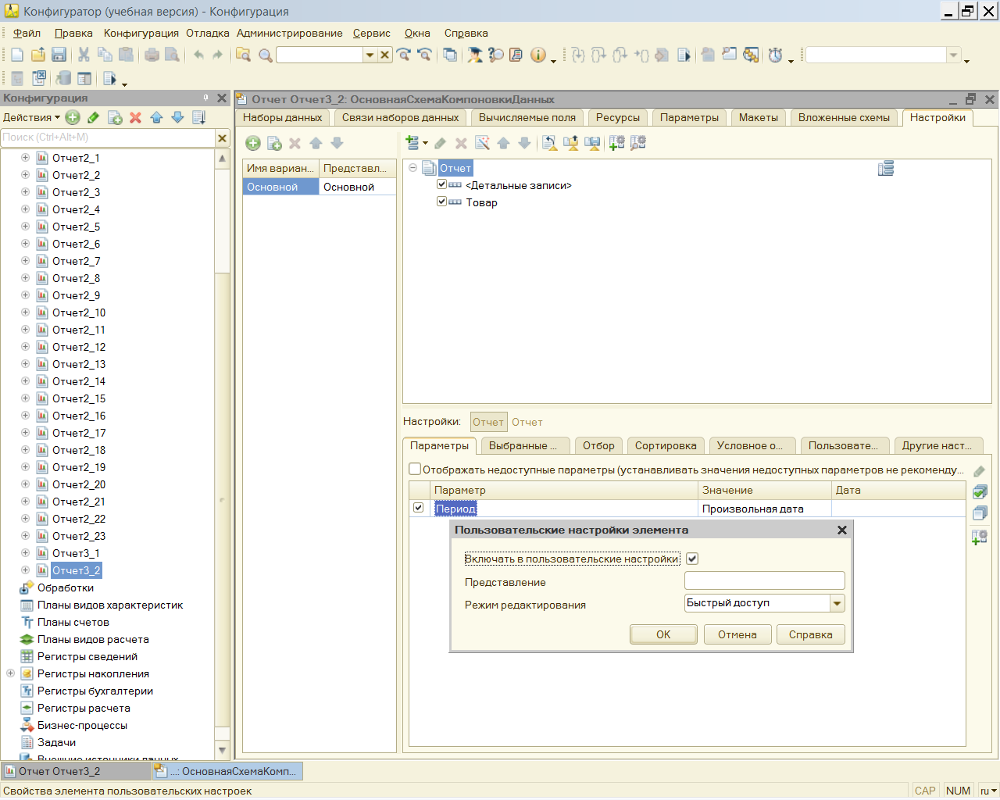 Конфигуратор (учебная версия) - Конфигурация
Файл Правка Конфигурация Отладка Администрирование Сервис Окна Справка
Конфигурация
Действия
Поиск (Ctrl+Alt+M)
Отчет2_1
Отчет2_2
Отчет2_3
Отчет2_4
Отчет2_5
Отчет2_6
Отчет2_7
Отчет2_8
Отчет2_9
Отчет2_10
Отчет2_11
Отчет2_12
Отчет2_13
Отчет2_14
Отчет2_15
Отчет2_16
Отчет2_17
Отчет2_18
Отчет2_19
Отчет2_20
Отчет2_21
Отчет2_22
Отчет2_23
Отчет3_1
Отчет3_2
Обработки
Планы видов характеристик
Планы счетов
Планы видов расчета
Регистры сведений
Регистры накопления
Регистры бухгалтерии
Регистры расчета
Бизнес-процессы
Задачи
Внешние источники данных
Отчет Отчет3_2: ОсновнаяСхемаКомпоновкиДанных
Наборы данных Связи наборов данных Вычисляемые поля Ресурсы Параметры Макеты Вложенные схемы Настройки
Имя вариан... Представл...
Основной Основной
Отчет
<Детальные записи>
Товар
Настройки: Отчет Отчет
Параметры Выбранные ... Отбор Сортировка Условное о... Пользовате... Другие наст...
Отображать недоступные параметры (устанавливать значения недоступных параметров не рекоменду...
Параметр Значение Дата
Период Произвольная дата
Пользовательские настройки элемента
Включать в пользовательские настройки
Представление
Режим редактирования Быстрый доступ
OK Отмена Справка
Отчет Отчет3_2 ...: ОсновнаяСхемаКомп...
Свойства элемента пользовательских настроек CAP NUM ru